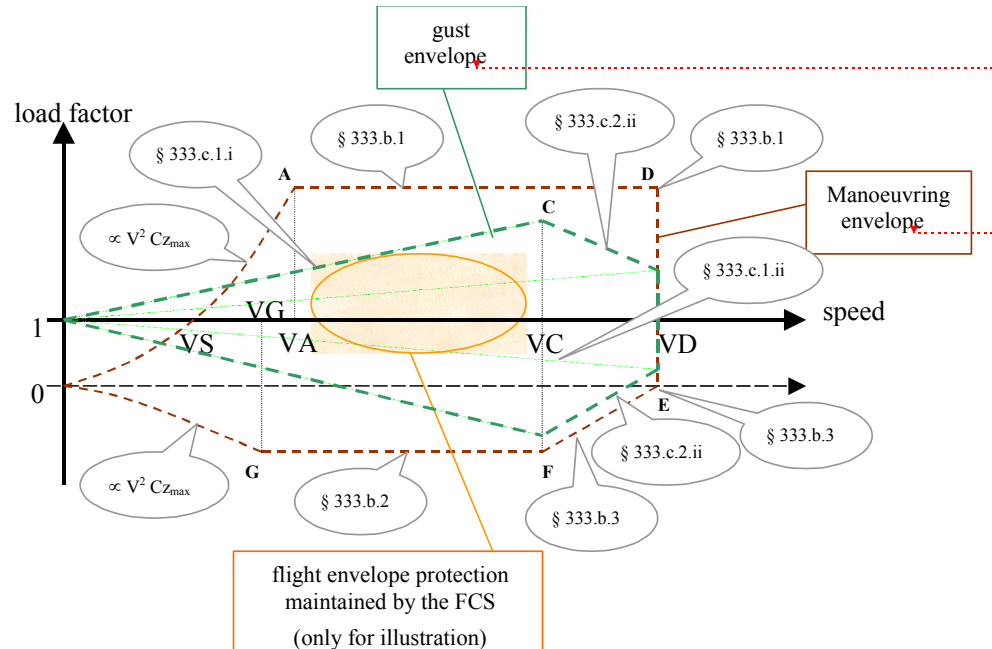 gust
envelope
load factor
§ 333.c.1.i
§ 333.b.1
§ 333.c.2.ii
§ 333.b.1
A
D
Manoeuvring
envelope
∝ V² Cz_max
C
§ 333.c.1.ii
VG
speed
1
VS
VA
VC
VD
0
E
§ 333.b.3
§ 333.c.2.ii
G
F
∝ V² Cz_max
§ 333.b.2
§ 333.b.3
flight envelope protection
maintained by the FCS
(only for illustration)